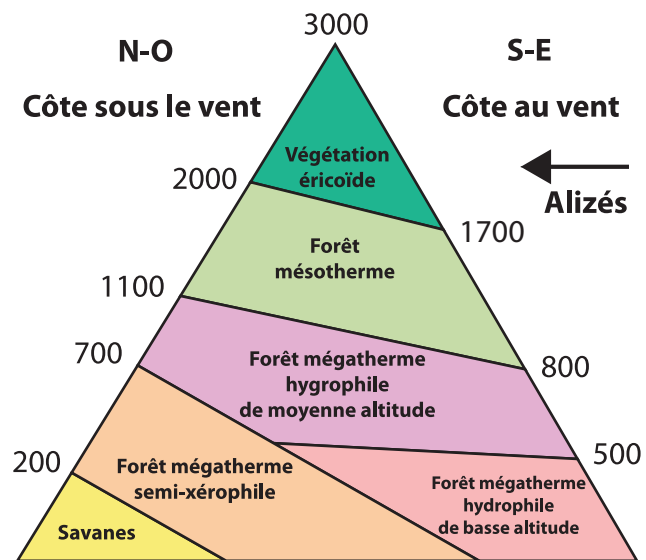 3000
N-O
S-E
Côte sous le vent
Côte au vent
Végétation
éricoïde
Alizés
2000
1700
Forêt
mésotherme
1100
700
800
Forêt mégatherme
hygrophile
de moyenne altitude
500
200
Forêt mégatherme
semi-xérophile
Forêt mégatherme
hydrophile
de basse altitude
Savanes